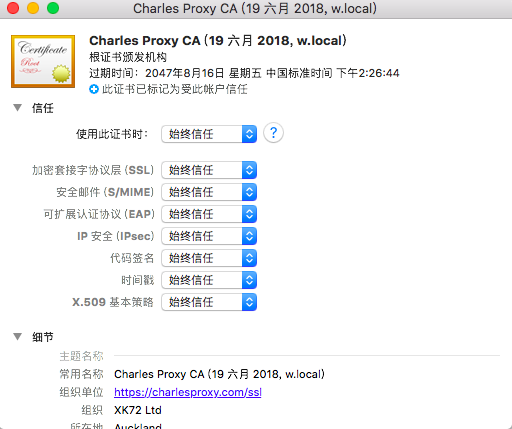 Charles Proxy CA (19 六月 2018, w.local)
Certificate
Root
Charles Proxy CA (19 六月 2018, w.local)
根证书颁发机构
过期时间：2047年8月16日 星期五 中国标准时间 下午2:26:44
此证书已标记为受此帐户信任
信任
使用此证书时： 始终信任 ?
加密套接字协议层 (SSL) 始终信任
安全邮件 (S/MIME) 始终信任
可扩展认证协议 (EAP) 始终信任
IP 安全 (IPsec) 始终信任
代码签名 始终信任
时间戳 始终信任
X.509 基本策略 始终信任
细节
主题名称
常用名称 Charles Proxy CA (19 六月 2018, w.local)
组织单位 https://charlesproxy.com/ssl
组织 XK72 Ltd
所在地 Auckland